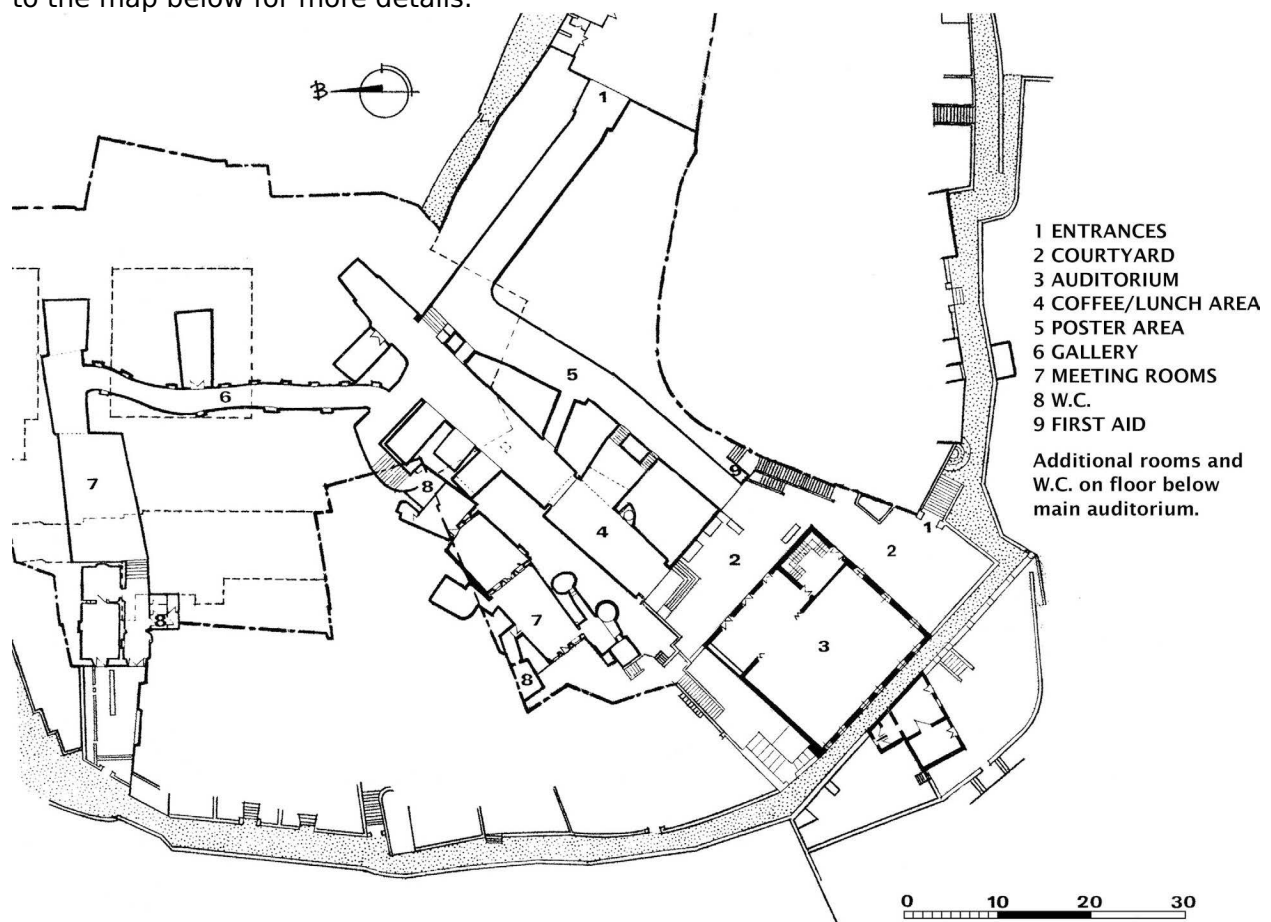 to the map below for more details.
B
1
1 ENTRANCES
2 COURTYARD
3 AUDITORIUM
4 COFFEE/LUNCH AREA
5 POSTER AREA
6 GALLERY
7 MEETING ROOMS
8 W.C.
9 FIRST AID
Additional rooms and
W.C. on floor below
main auditorium.
5
6
9
7
8
4
1
2
2
8
7
3
8
0 10 20 30